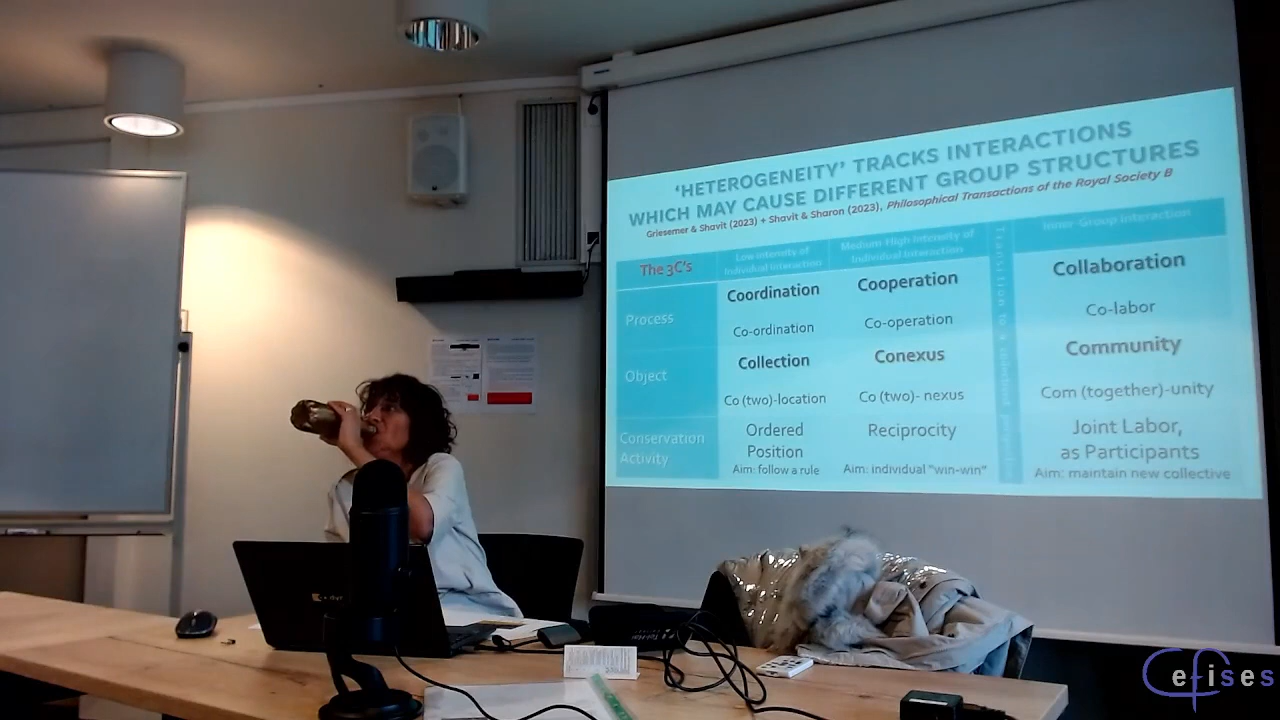 ‘HETEROGENEITY’ TRACKS INTERACTIONS
WHICH MAY CAUSE DIFFERENT GROUP STRUCTURES
Griesemer & Shavit (2023) + Shavit & Sharon (2023), Philosophical Transactions of the Royal Society B
The 3C's
Low intensity of
Individual Interaction
Medium-High Intensity of
Individual Interaction
Inner-Group Interaction
Process
Coordination
Co-ordination
Cooperation
Co-operation
Collaboration
Co-labor
Object
Collection
Co (two)-location
Conexus
Co (two)- nexus
Community
Com (together)-unity
Conservation
Activity
Ordered
Position
Aim: follow a rule
Reciprocity
Aim: individual "win-win"
Joint Labor,
as Participants
Aim: maintain new collective
Cefises